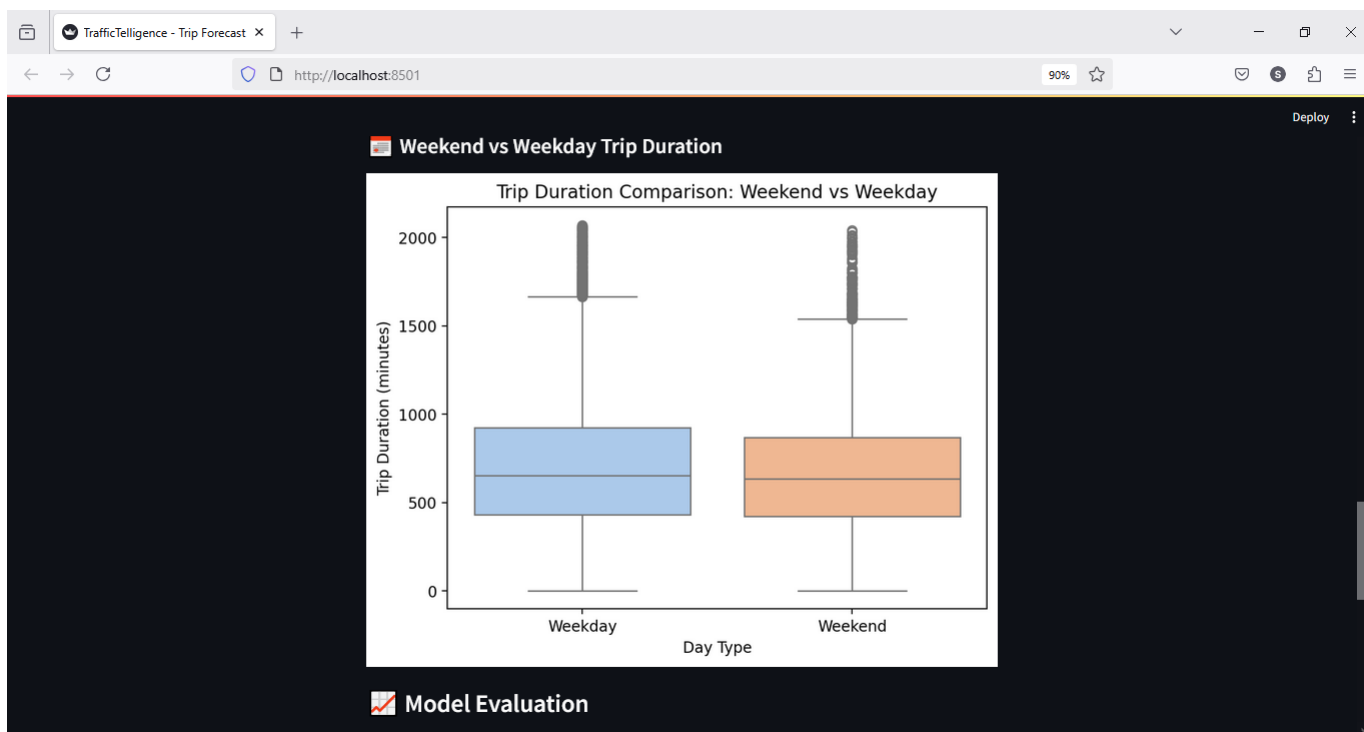 TrafficTelligence - Trip Forecast
http://localhost:8501
90%
S
Deploy
Weekend vs Weekday Trip Duration
Trip Duration Comparison: Weekend vs Weekday
Trip Duration (minutes)
2000
1500
1000
500
0
Weekday
Weekend
Day Type
Model Evaluation